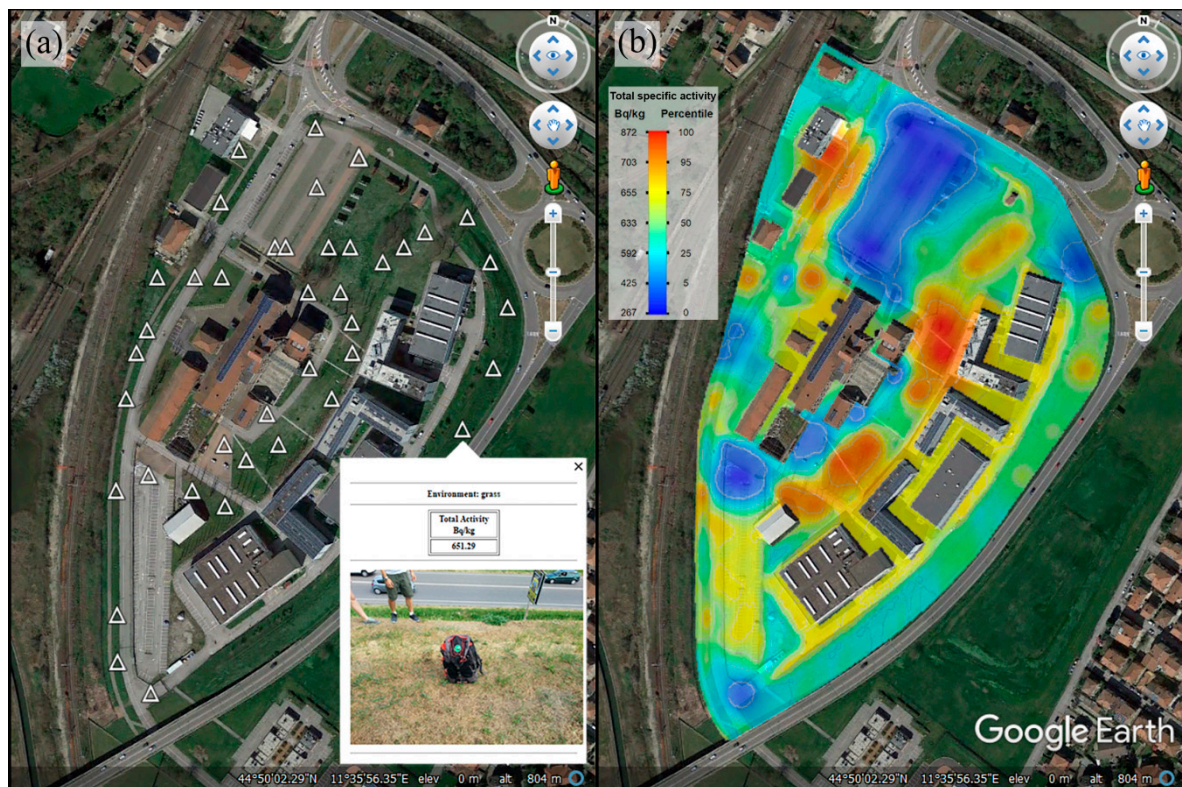 (a)
N
Environment: grass
Total Activity
Bq/kg
651.29
44°50'02.29"N 11°35'56.35"E elev 0 m alt 804 m
(b)
N
Total specific activity
Bq/kg Percentile
872 100
703 95
655 75
633 50
592 25
425 5
267 0
Google Earth
44°50'02.29"N 11°35'56.35"E elev 0 m alt 804 m